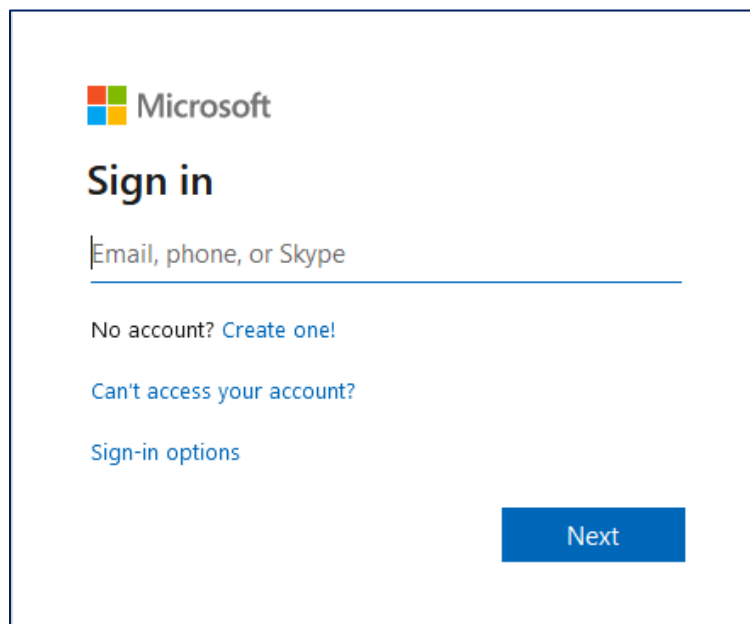 Microsoft
Sign in
Email, phone, or Skype
No account? Create one!
Can't access your account?
Sign-in options
Next